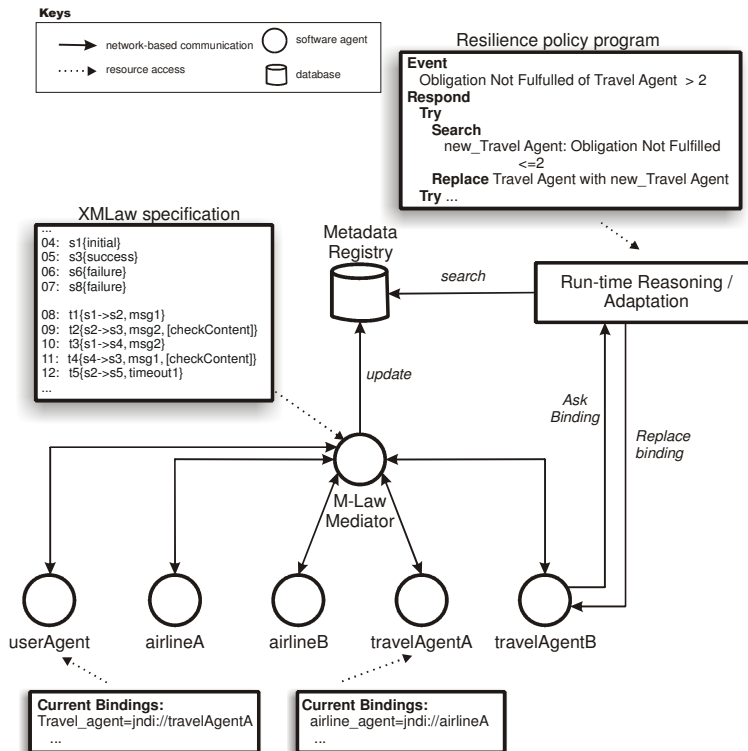 Keys
network-based communication
software agent
resource access
database
Resilience policy program
Event
Obligation Not Fulfulled of Travel Agent > 2
Respond
Try
Search
new_Travel Agent: Obligation Not Fulfilled
<=2
Replace Travel Agent with new_Travel Agent
Try ...
XMLaw specification
...
04: s1{initial}
05: s3{success}
06: s6{failure}
07: s8{failure}
08: t1{s1->s2, msg1}
09: t2{s2->s3, msg2, [checkContent]}
10: t3{s1->s4, msg2}
11: t4{s4->s3, msg1, [checkContent]}
12: t5{s2->s5, timeout1}
...
Metadata
Registry
search
Run-time Reasoning /
Adaptation
update
Ask
Binding
Replace
binding
M-Law
Mediator
userAgent
airlineA
airlineB
travelAgentA
travelAgentB
Current Bindings:
Travel_agent=jndi://travelAgentA
...
Current Bindings:
airline_agent=jndi://airlineA
...